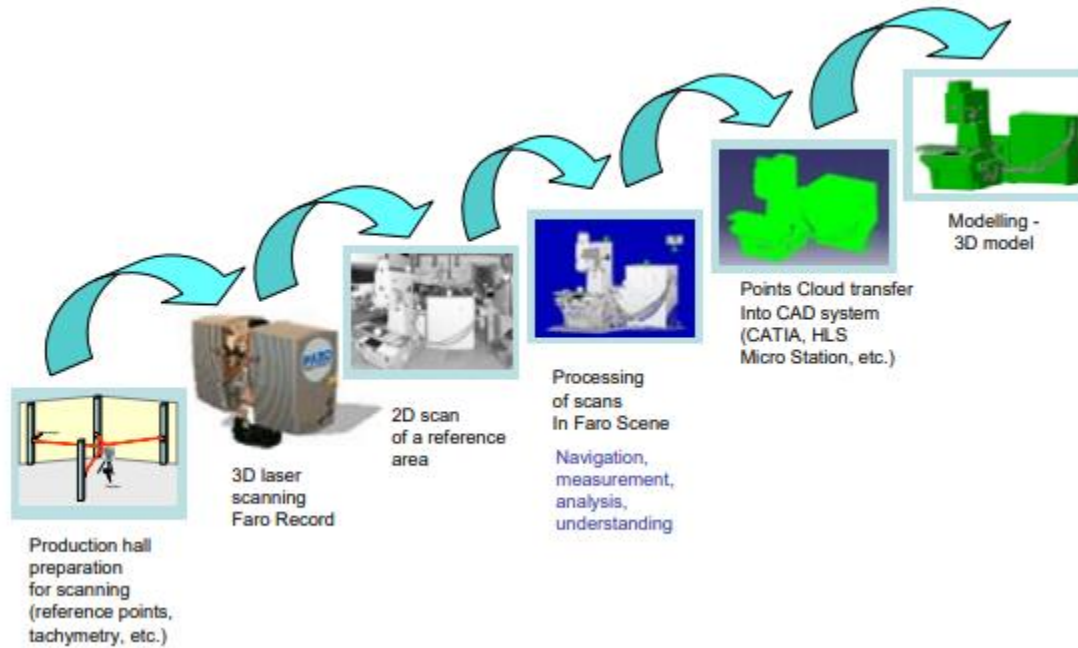 Production hall
preparation
for scanning
(reference points,
tachymetry, etc.)
FARO
3D laser
scanning
Faro Record
2D scan
of a reference
area
Processing
of scans
In Faro Scene
Navigation,
measurement,
analysis,
understanding
Points Cloud transfer
Into CAD system
(CATIA, HLS
Micro Station, etc.)
Modelling -
3D model